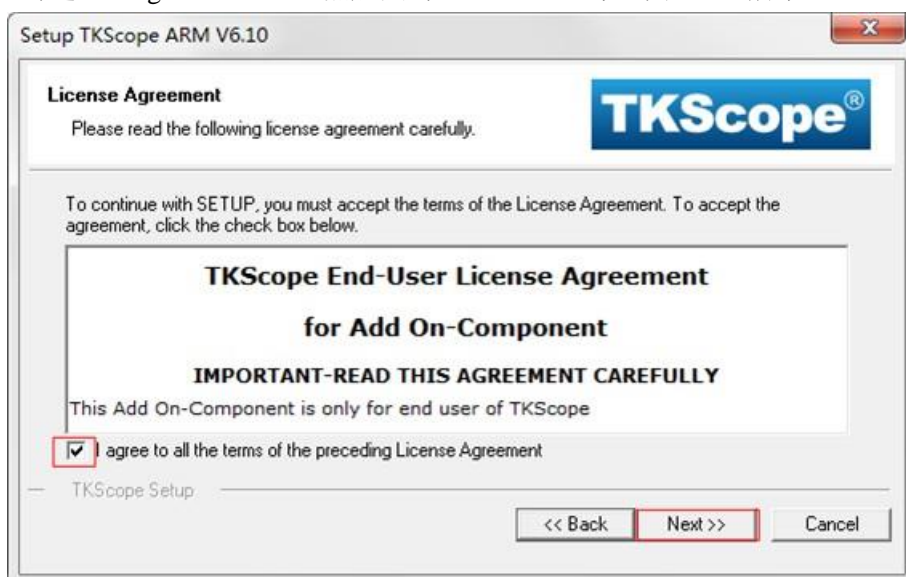 Setup TKScope ARM V6.10
License Agreement
Please read the following license agreement carefully.
TKScope®
To continue with SETUP, you must accept the terms of the License Agreement. To accept the
agreement, click the check box below.
TKScope End-User License Agreement
for Add On-Component
IMPORTANT-READ THIS AGREEMENT CAREFULLY
This Add On-Component is only for end user of TKScope
I agree to all the terms of the preceding License Agreement
TKScope Setup
<< Back Next >> Cancel